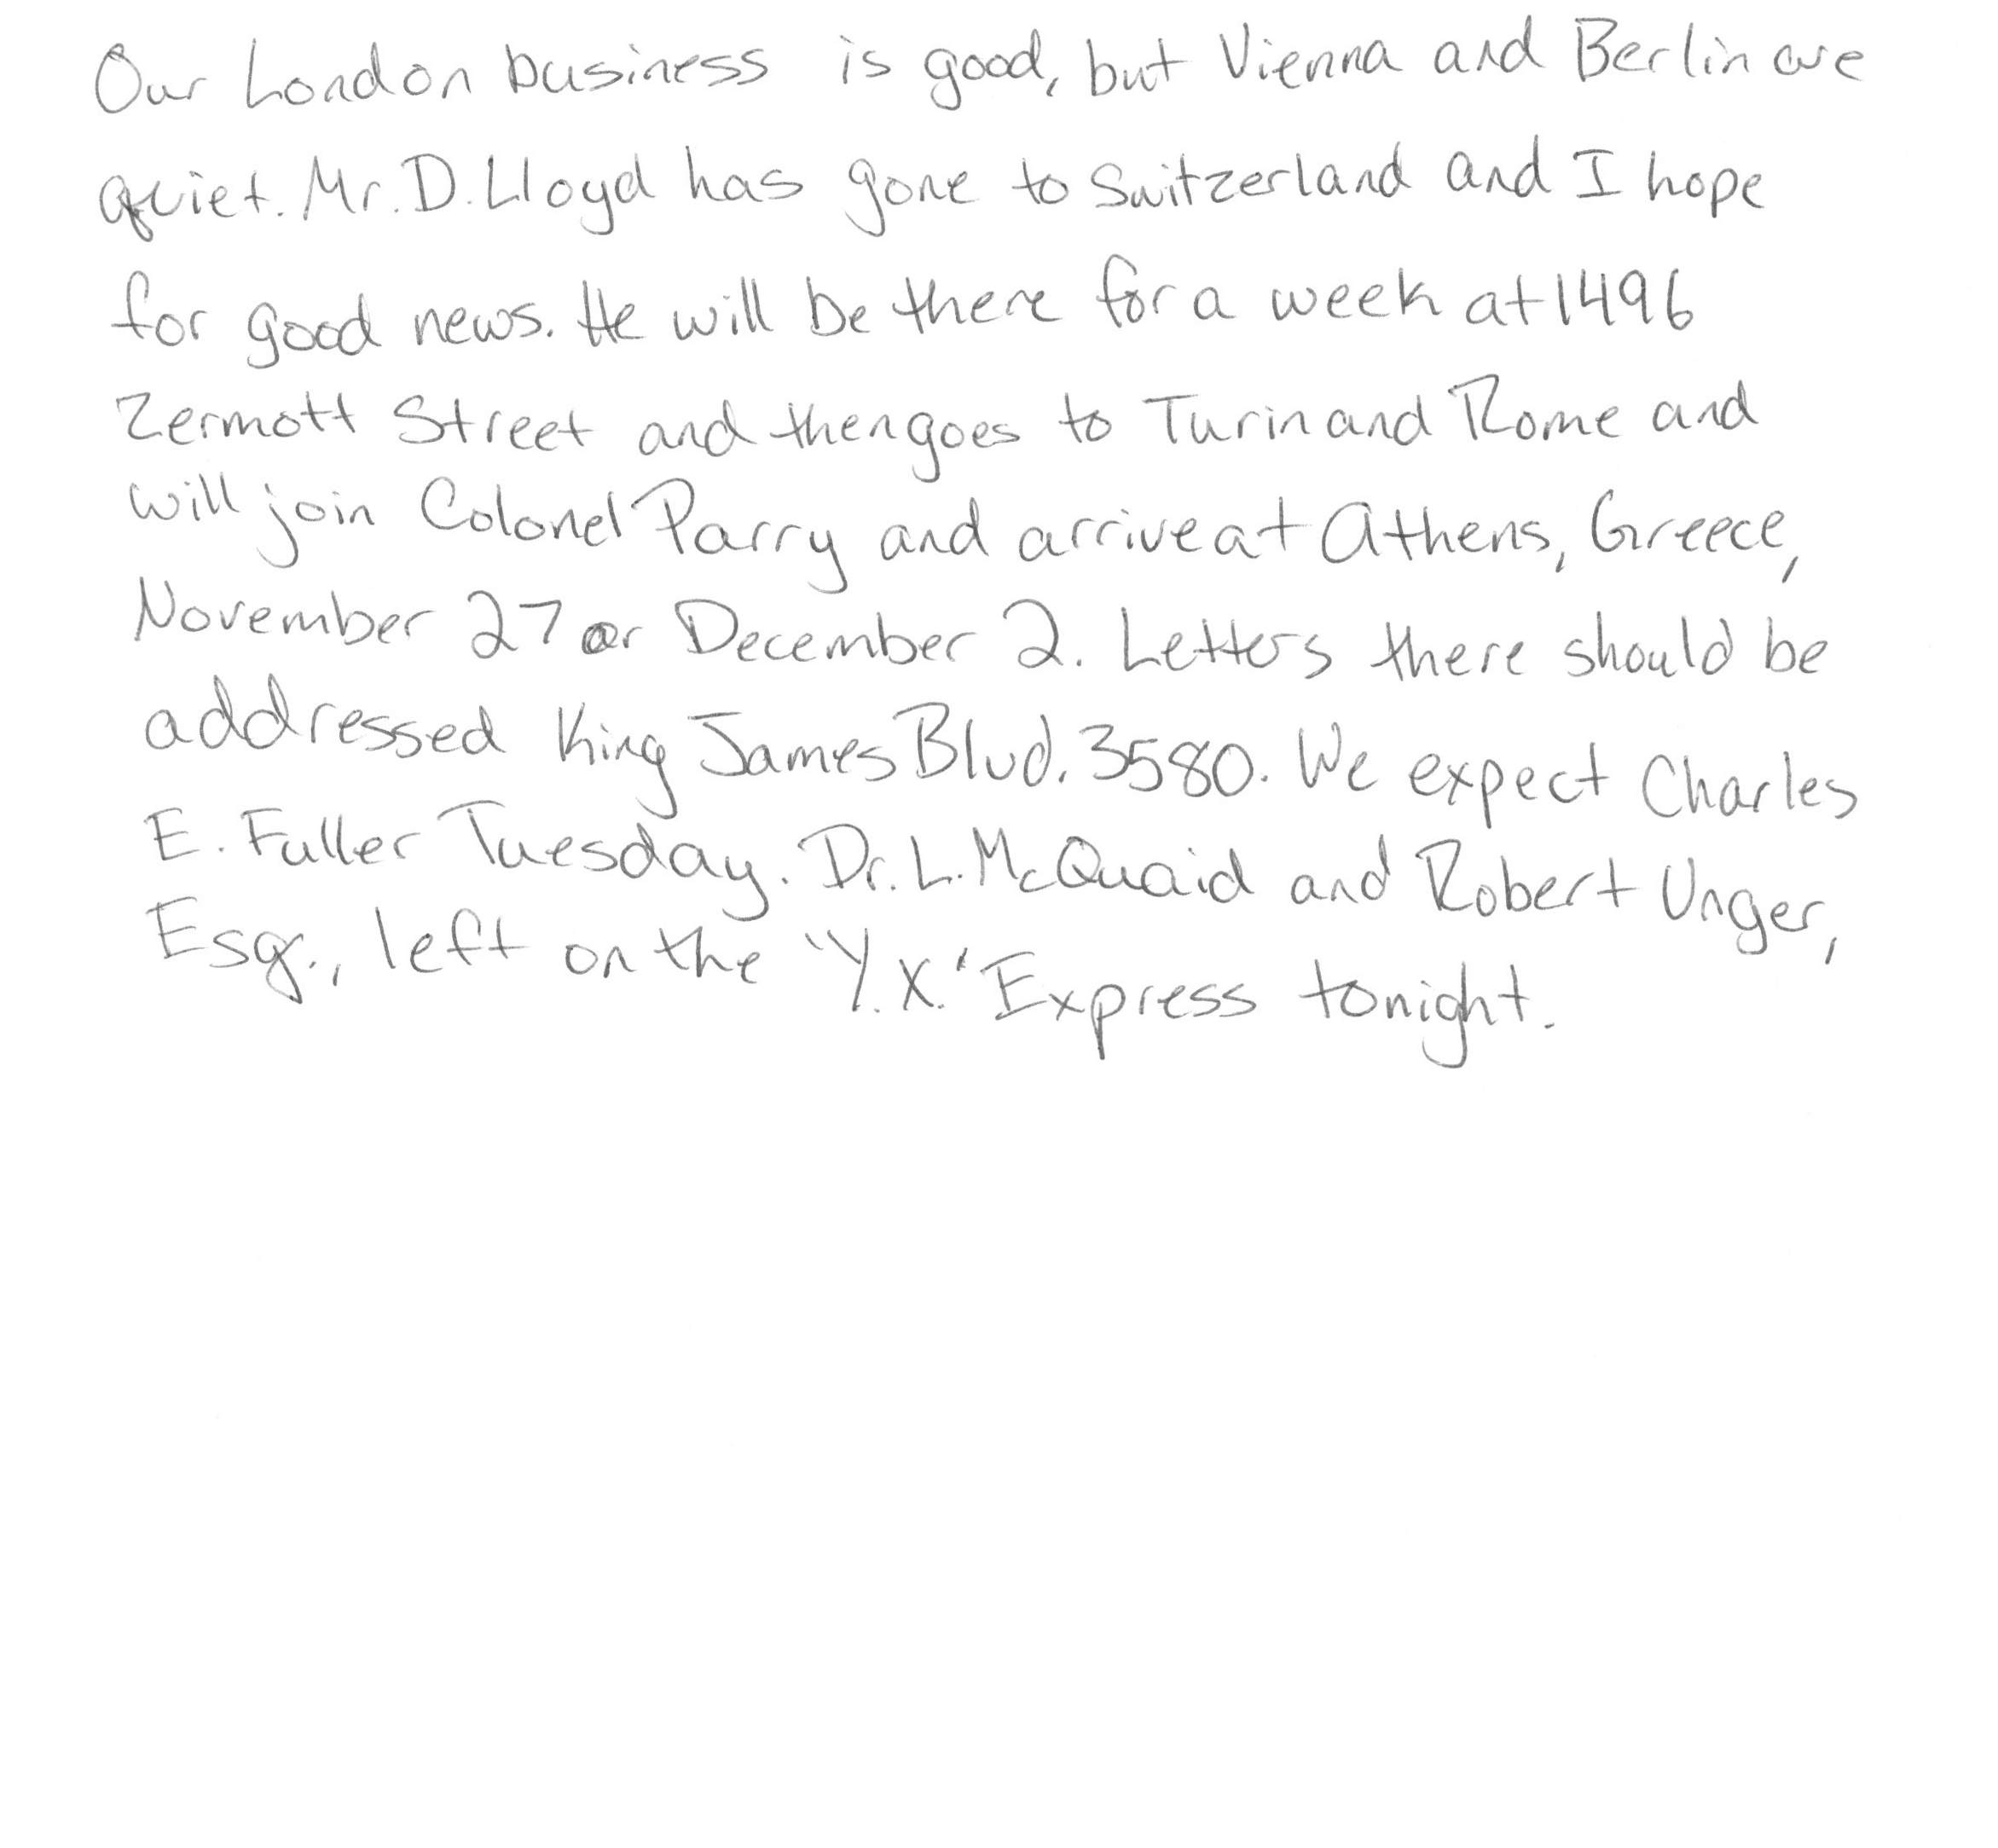 Our London business is good, but Vienna and Berlin are
quiet. Mr. D. Lloyd has gone to Switzerland and I hope
for good news. He will be there for a week at 1496
Zermott Street and then goes to Turin and Rome and
will join Colonel Parry and arrive at Athens, Greece,
November 27 or December 2. Letters there should be
addressed King James Blvd. 3580. We expect Charles
E. Fuller Tuesday. Dr. L. McQuaid and Robert Unger,
Esq., left on the 'Y.X.' Express tonight.